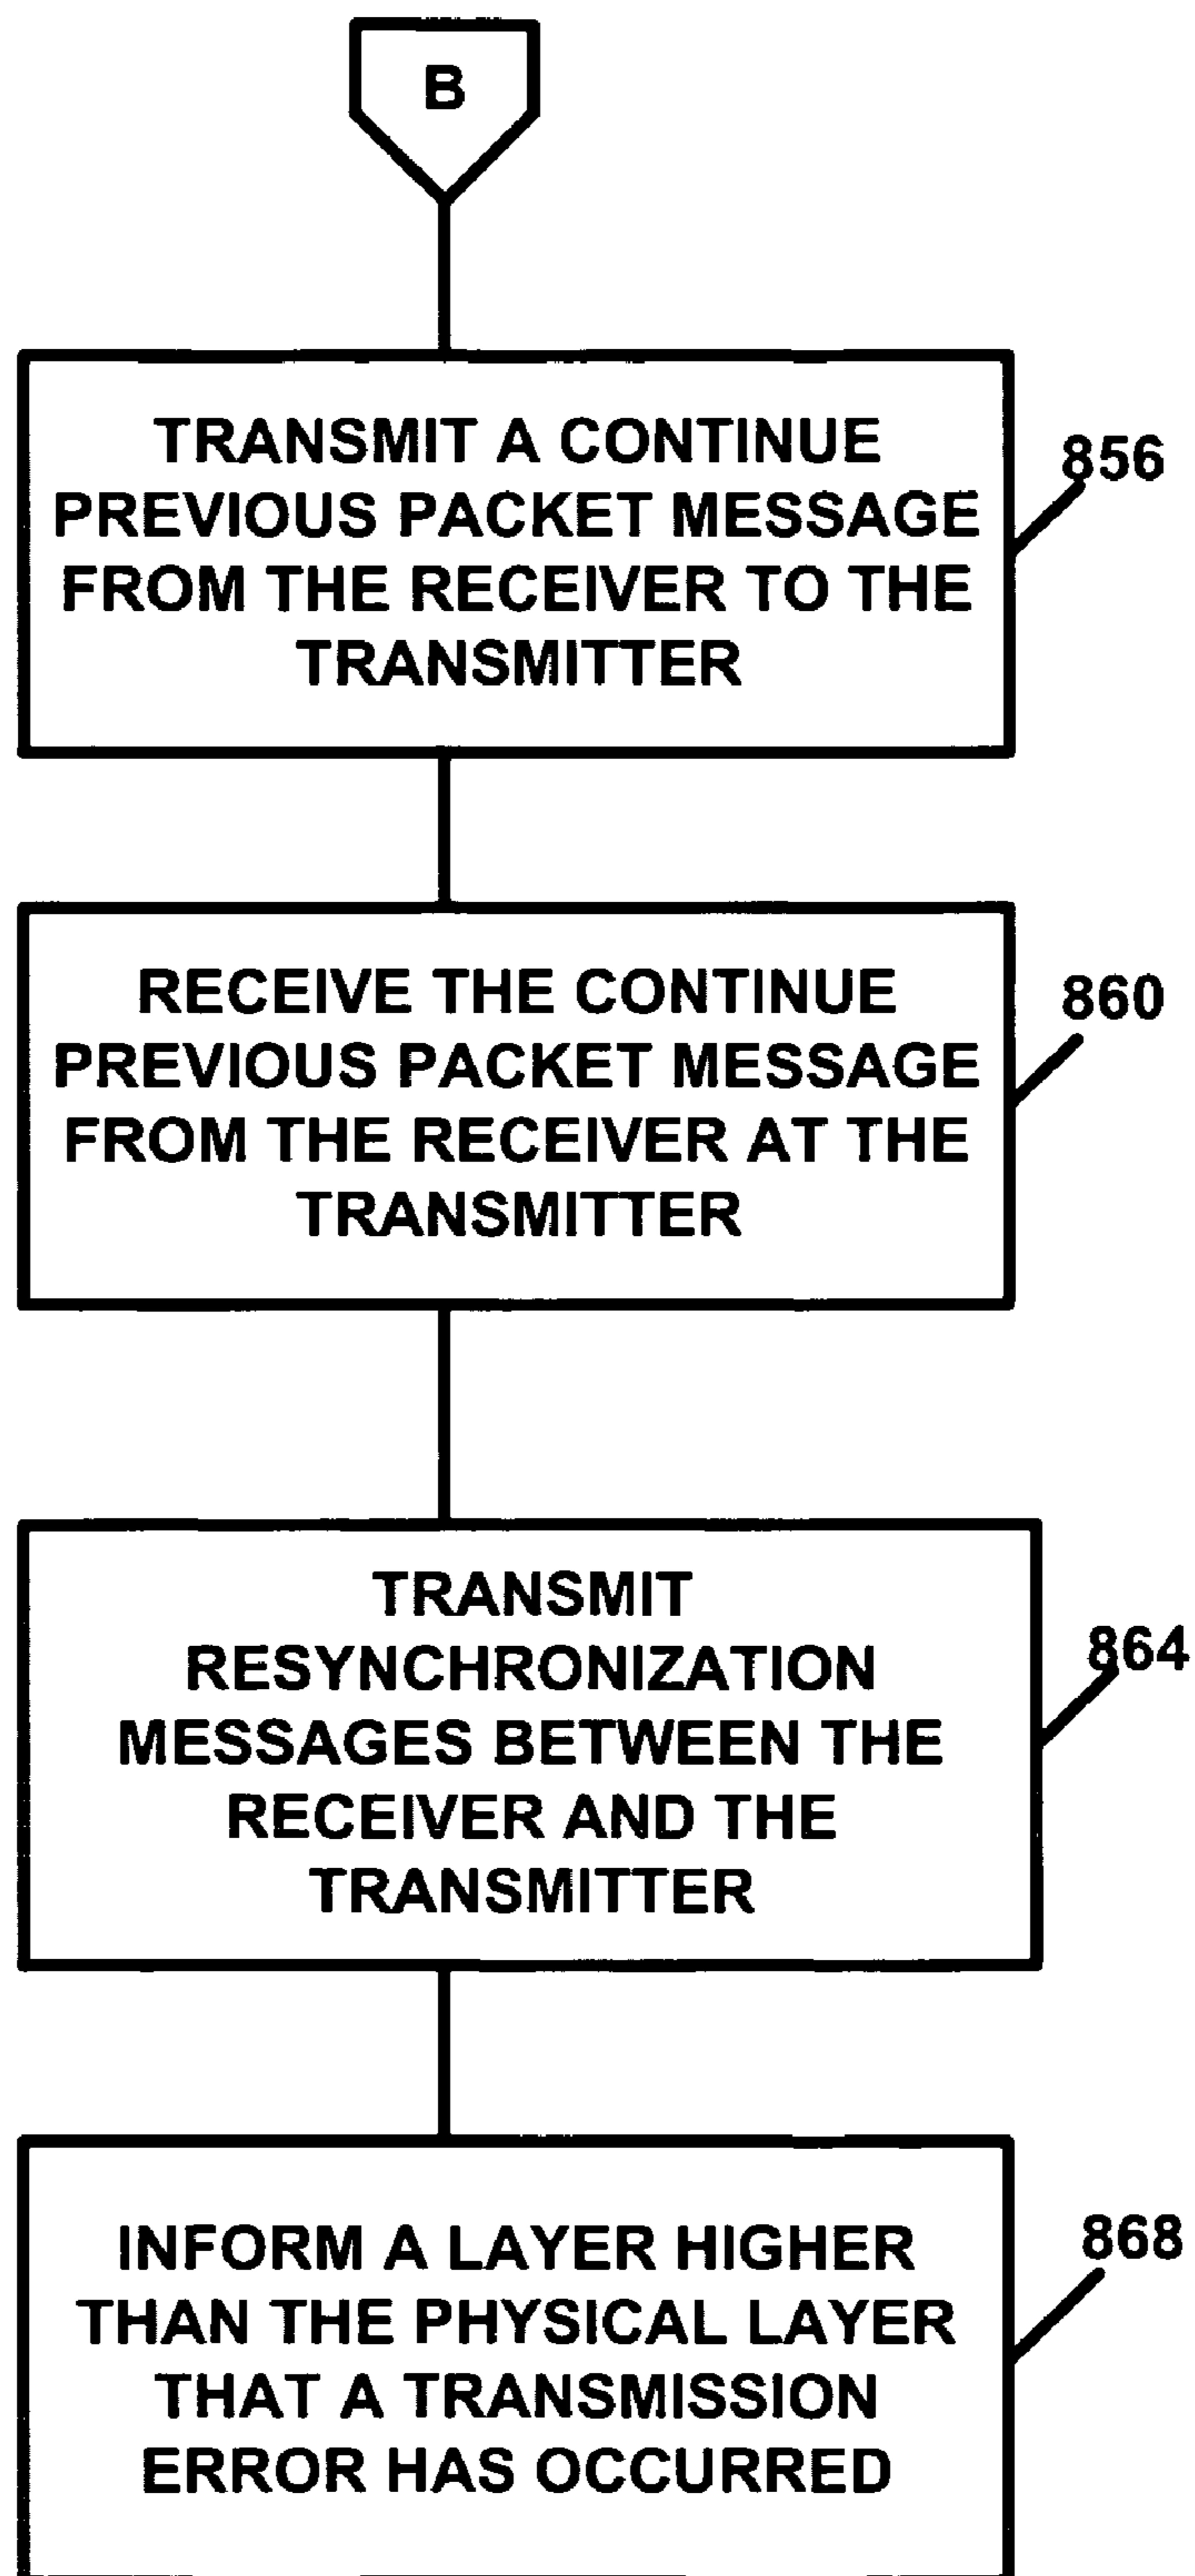 B
TRANSMIT A CONTINUE
PREVIOUS PACKET MESSAGE
FROM THE RECEIVER TO THE
TRANSMITTER
856
RECEIVE THE CONTINUE
PREVIOUS PACKET MESSAGE
FROM THE RECEIVER AT THE
TRANSMITTER
860
TRANSMIT
RESYNCHRONIZATION
MESSAGES BETWEEN THE
RECEIVER AND THE
TRANSMITTER
864
INFORM A LAYER HIGHER
THAN THE PHYSICAL LAYER
THAT A TRANSMISSION
ERROR HAS OCCURRED
868